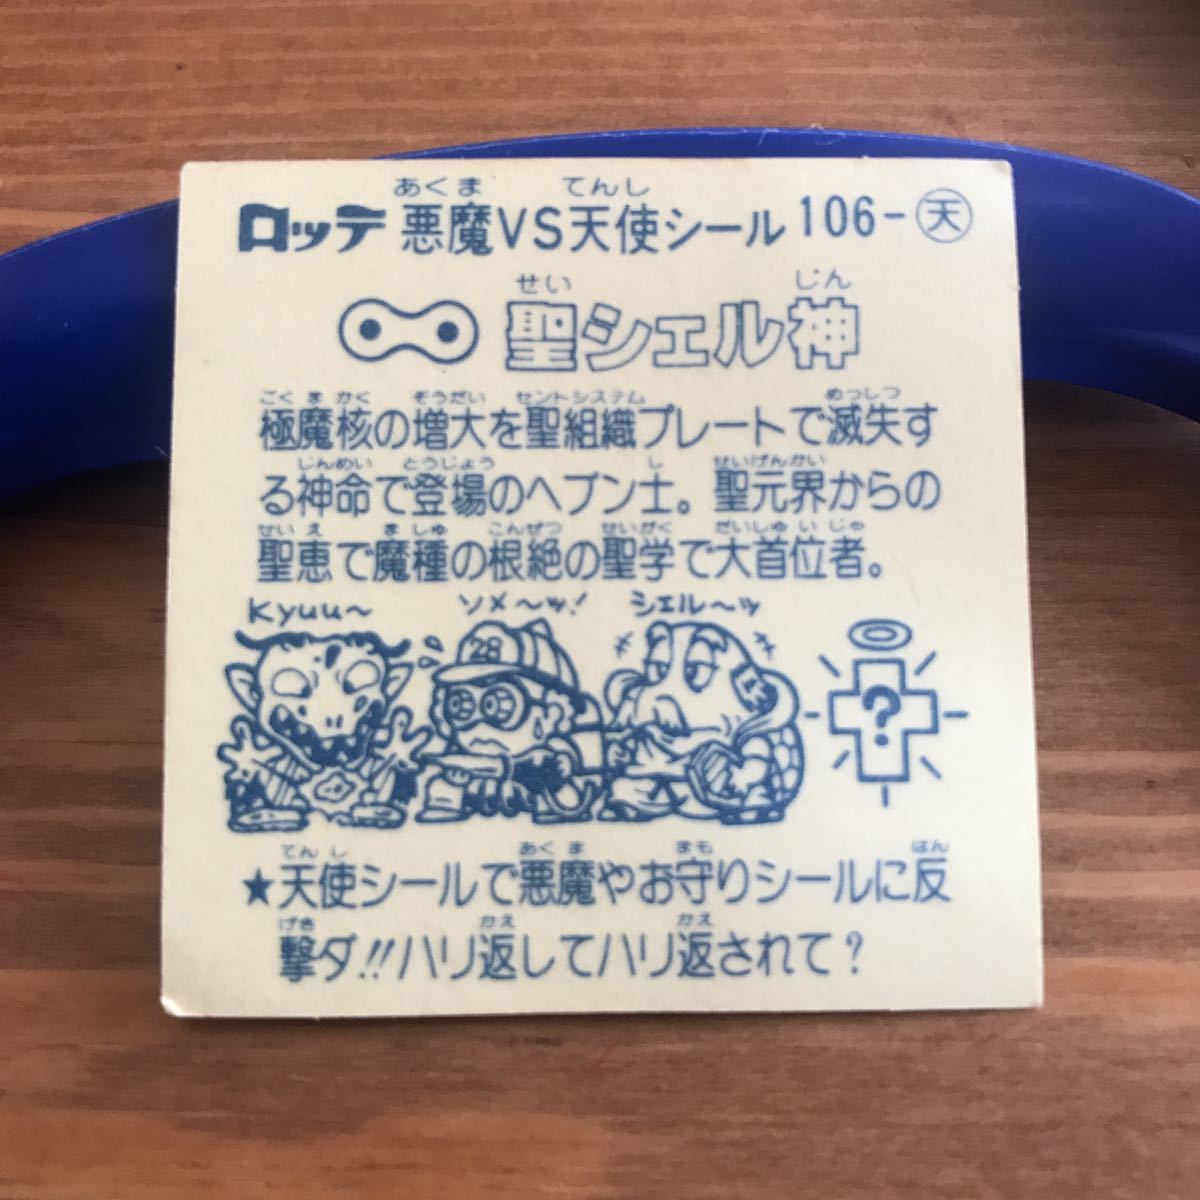 あくま てんし
ロッテ 悪魔VS天使シール 106-天
せい じん
聖シェル神
ごく ま かく ぞうだい セントシステム めっしつ
極魔核の増大を聖組織プレートで滅失す
じんめい とうじょう し せいげんかい
る神命で登場のヘブン士。聖元界からの
せい え ま しゅ こんぜつ せいがく だいしゅ い じゃ
聖恵で魔種の根絶の聖学で大首位者。
Kyuu〜 ソメ〜ッ! シェル〜ッ
28
?
てん し あく ま まも はん
★天使シールで悪魔やお守りシールに反
げき かえ かえ
撃ダ!!ハリ返してハリ返されて?